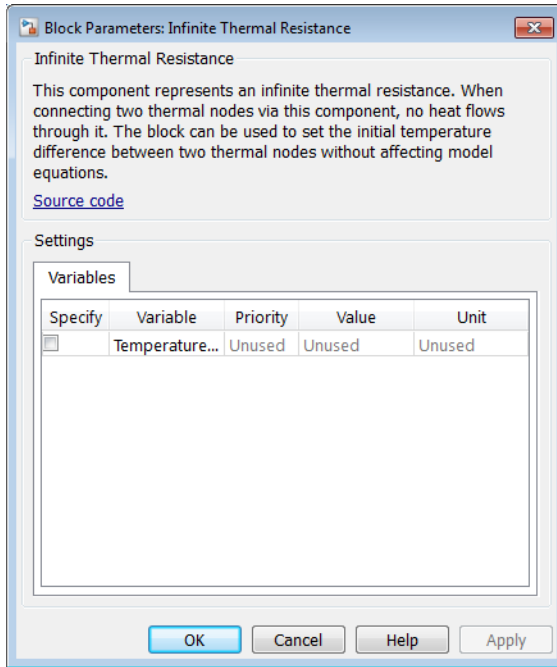 Block Parameters: Infinite Thermal Resistance
Infinite Thermal Resistance
This component represents an infinite thermal resistance. When
connecting two thermal nodes via this component, no heat flows
through it. The block can be used to set the initial temperature
difference between two thermal nodes without affecting model
equations.
Source code
Settings
Variables
Specify Variable Priority Value Unit
Temperature... Unused Unused Unused
OK Cancel Help Apply